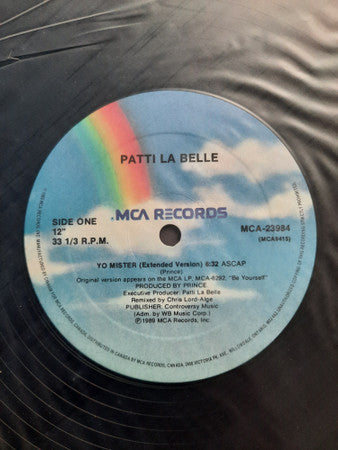 PATTI LA BELLE
SIDE ONE
12"
33 1/3 R.P.M.
MCA RECORDS
MCA-23984
(MCA8415)
YO MISTER (Extended Version) 6:32 ASCAP
(Prince)
Original version appears on the MCA LP, MCA-6292, "Be Yourself"
PRODUCED BY PRINCE
Executive Producer: Patti La Belle
Remixed by Chris Lord-Alge
PUBLISHER: Controversy Music
(Adm. by WB Music Corp.)
℗1989 MCA Records, Inc.